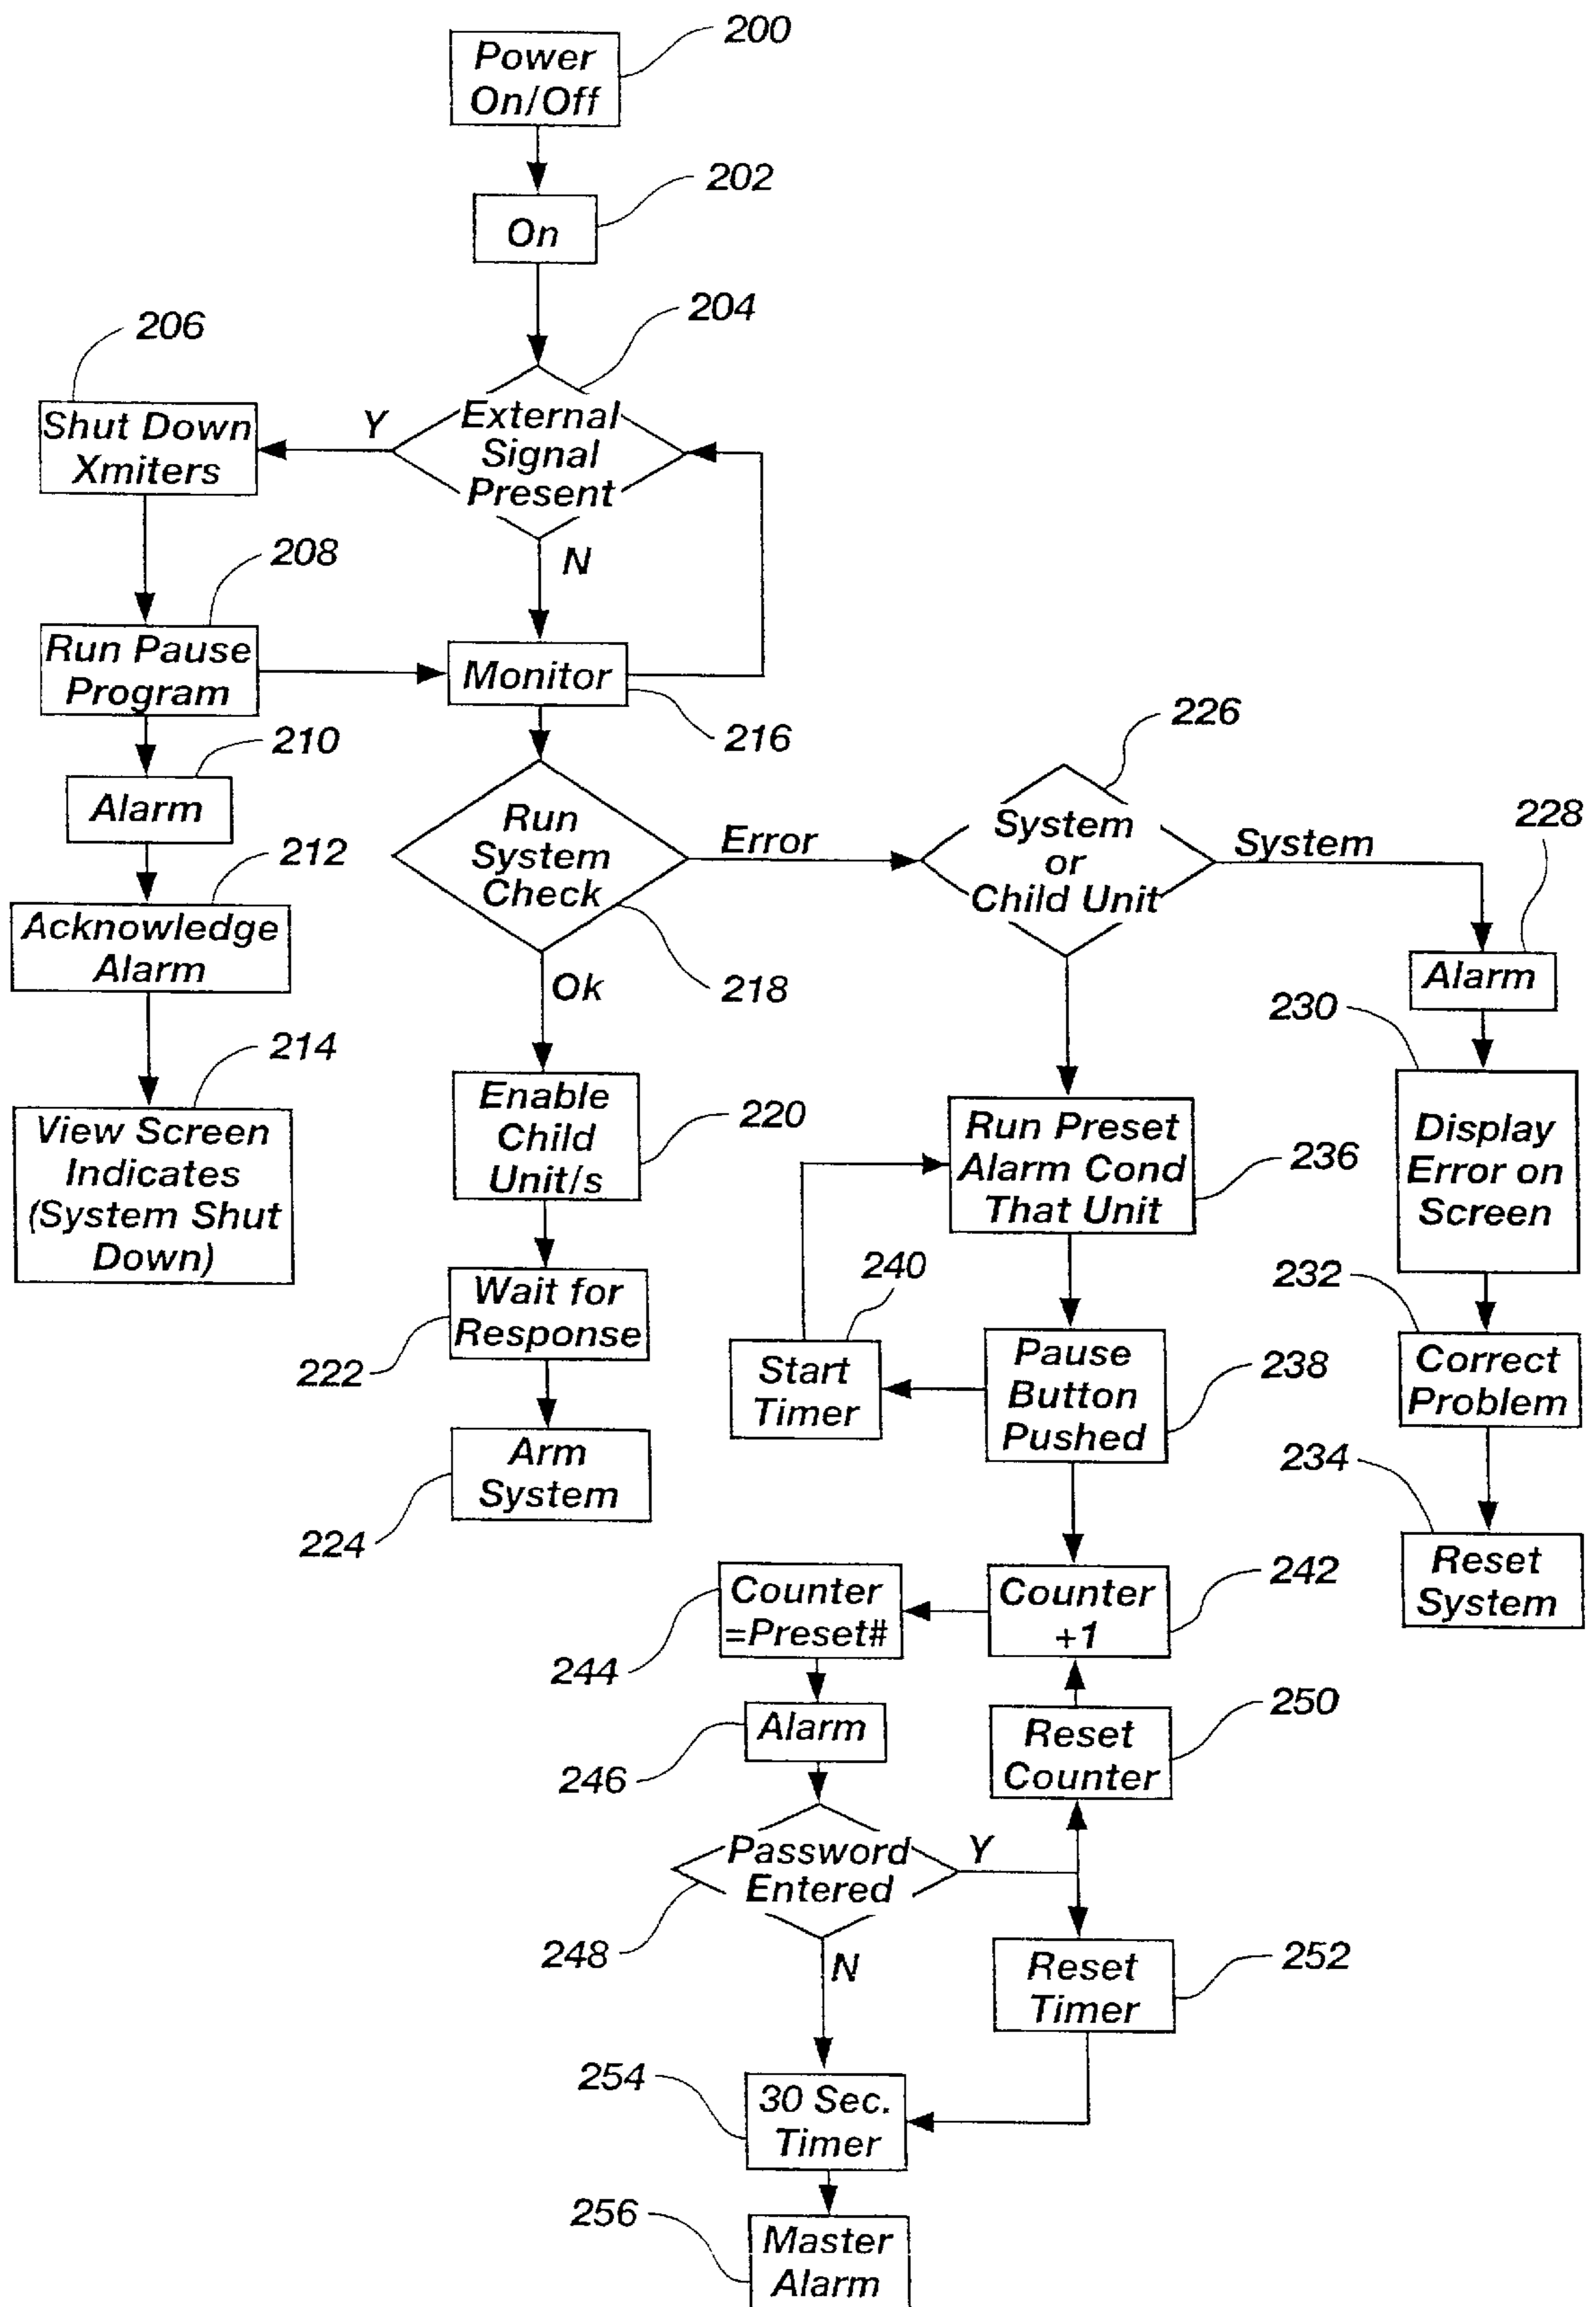 200
Power
On/Off
202
On
204
206
External
Signal
Present
Y
N
Shut Down
Xmiters
208
Run Pause
Program
Monitor
216
210
Alarm
212
Acknowledge
Alarm
214
View Screen
Indicates
(System Shut
Down)
Run
System
Check
218
Error
Ok
226
System
or
Child Unit
System
228
Alarm
230
Display
Error on
Screen
232
Correct
Problem
234
Reset
System
Enable
Child
Unit/s
220
Wait for
Response
222
Arm
System
224
Run Preset
Alarm Cond
That Unit
236
240
Start
Timer
Pause
Button
Pushed
238
Counter
+1
242
Counter
=Preset#
244
Alarm
246
Reset
Counter
250
Password
Entered
248
Y
N
Reset
Timer
252
254
30 Sec.
Timer
256
Master
Alarm